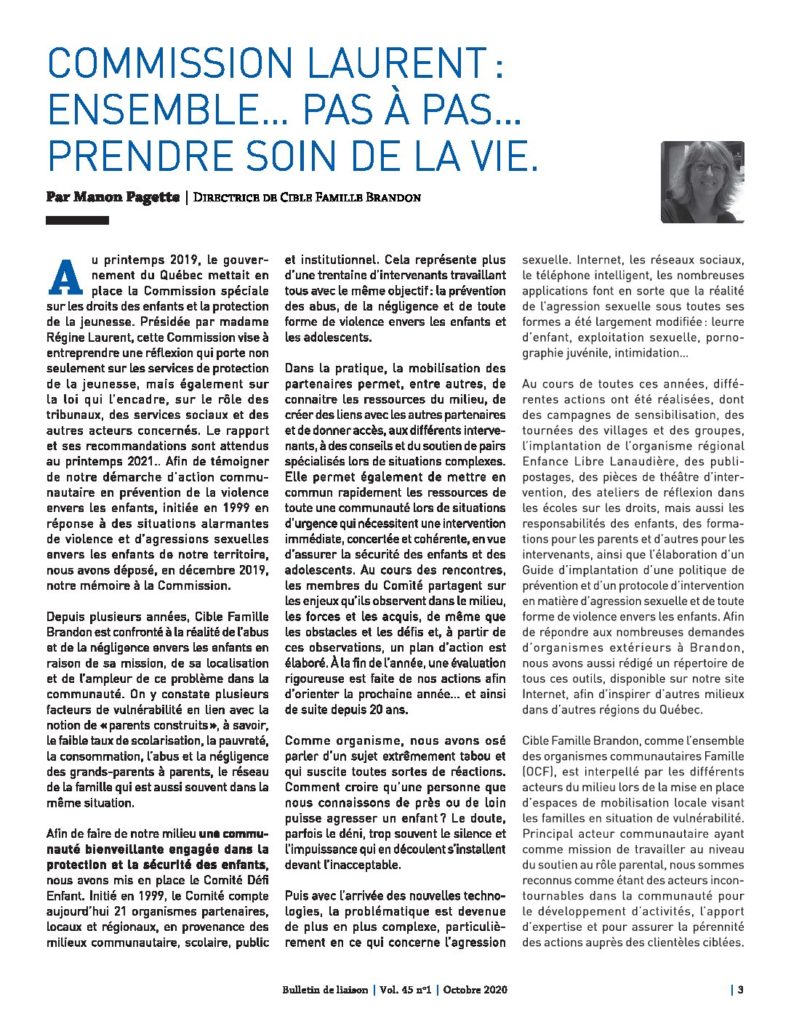 COMMISSION LAURENT :
ENSEMBLE... PAS À PAS...
PRENDRE SOIN DE LA VIE.
Par Manon Pagette | DIRECTRICE DE CIBLE FAMILLE BRANDON
Au printemps 2019, le gouver-
nement du Québec mettait en
place la Commission spéciale
sur les droits des enfants et la protection
de la jeunesse. Présidée par madame
Régine Laurent, cette Commission vise à
entreprendre une réflexion qui porte non
seulement sur les services de protection
de la jeunesse, mais également sur
la loi qui l'encadre, sur le rôle des
tribunaux, des services sociaux et des
autres acteurs concernés. Le rapport
et ses recommandations sont attendus
au printemps 2021.. Afin de témoigner
de notre démarche d'action commu-
nautaire en prévention de la violence
envers les enfants, initiée en 1999 en
réponse à des situations alarmantes
de violence et d'agressions sexuelles
envers les enfants de notre territoire,
nous avons déposé, en décembre 2019,
notre mémoire à la Commission.
Depuis plusieurs années, Cible Famille
Brandon est confronté à la réalité de l'abus
et de la négligence envers les enfants en
raison de sa mission, de sa localisation
et de l'ampleur de ce problème dans la
communauté. On y constate plusieurs
facteurs de vulnérabilité en lien avec la
notion de « parents construits », à savoir,
le faible taux de scolarisation, la pauvreté,
la consommation, l'abus et la négligence
des grands-parents à parents, le réseau
de la famille qui est aussi souvent dans la
même situation.
Afin de faire de notre milieu une commu-
nauté bienveillante engagée dans la
protection et la sécurité des enfants,
nous avons mis en place le Comité Défi
Enfant. Initié en 1999, le Comité compte
aujourd'hui 21 organismes partenaires,
locaux et régionaux, en provenance des
milieux communautaire, scolaire, public
et institutionnel. Cela représente plus
d'une trentaine d'intervenants travaillant
tous avec le même objectif : la prévention
des abus, de la négligence et de toute
forme de violence envers les enfants et
les adolescents.
Dans la pratique, la mobilisation des
partenaires permet, entre autres, de
connaitre les ressources du milieu, de
créer des liens avec les autres partenaires
et de donner accès, aux différents interve-
nants, à des conseils et du soutien de pairs
spécialisés lors de situations complexes.
Elle permet également de mettre en
commun rapidement les ressources de
toute une communauté lors de situations
d'urgence qui nécessitent une intervention
immédiate, concertée et cohérente, en vue
d'assurer la sécurité des enfants et des
adolescents. Au cours des rencontres,
les membres du Comité partagent sur
les enjeux qu'ils observent dans le milieu,
les forces et les acquis, de même que
les obstacles et les défis et, à partir de
ces observations, un plan d'action est
élaboré. À la fin de l'année, une évaluation
rigoureuse est faite de nos actions afin
d'orienter la prochaine année... et ainsi
de suite depuis 20 ans.
Comme organisme, nous avons osé
parler d'un sujet extrêmement tabou et
qui suscite toutes sortes de réactions.
Comment croire qu'une personne que
nous connaissons de près ou de loin
puisse agresser un enfant ? Le doute,
parfois le déni, trop souvent le silence et
l'impuissance qui en découlent s'installent
devant l'inacceptable.
Puis avec l'arrivée des nouvelles techno-
logies, la problématique est devenue
de plus en plus complexe, particuliè-
rement en ce qui concerne l'agression
sexuelle. Internet, les réseaux sociaux,
le téléphone intelligent, les nombreuses
applications font en sorte que la réalité
de l'agression sexuelle sous toutes ses
formes a été largement modifiée : leurre
d'enfant, exploitation sexuelle, porno-
graphie juvénile, intimidation...
Au cours de toutes ces années, diffé-
rentes actions ont été réalisées, dont
des campagnes de sensibilisation, des
tournées des villages et des groupes,
l'implantation de l'organisme régional
Enfance Libre Lanaudière, des publi-
postages, des pièces de théâtre d'inter-
vention, des ateliers de réflexion dans
les écoles sur les droits, mais aussi les
responsabilités des enfants, des forma-
tions pour les parents et d'autres pour les
intervenants, ainsi que l'élaboration d'un
Guide d'implantation d'une politique de
prévention et d'un protocole d'intervention
en matière d'agression sexuelle et de toute
forme de violence envers les enfants. Afin
de répondre aux nombreuses demandes
d'organismes extérieurs à Brandon,
nous avons aussi rédigé un répertoire de
tous ces outils, disponible sur notre site
Internet, afin d'inspirer d'autres milieux
dans d'autres régions du Québec.
Cible Famille Brandon, comme l'ensemble
des organismes communautaires Famille
(OCF), est interpellé par les différents
acteurs du milieu lors de la mise en place
d'espaces de mobilisation locale visant
les familles en situation de vulnérabilité.
Principal acteur communautaire ayant
comme mission de travailler au niveau
du soutien au rôle parental, nous sommes
reconnus comme étant des acteurs incon-
tournables dans la communauté pour
le développement d'activités, l'apport
d'expertise et pour assurer la pérennité
des actions auprès des clientèles ciblées.
Bulletin de liaison | Vol. 45 nº1 | Octobre 2020
| 3